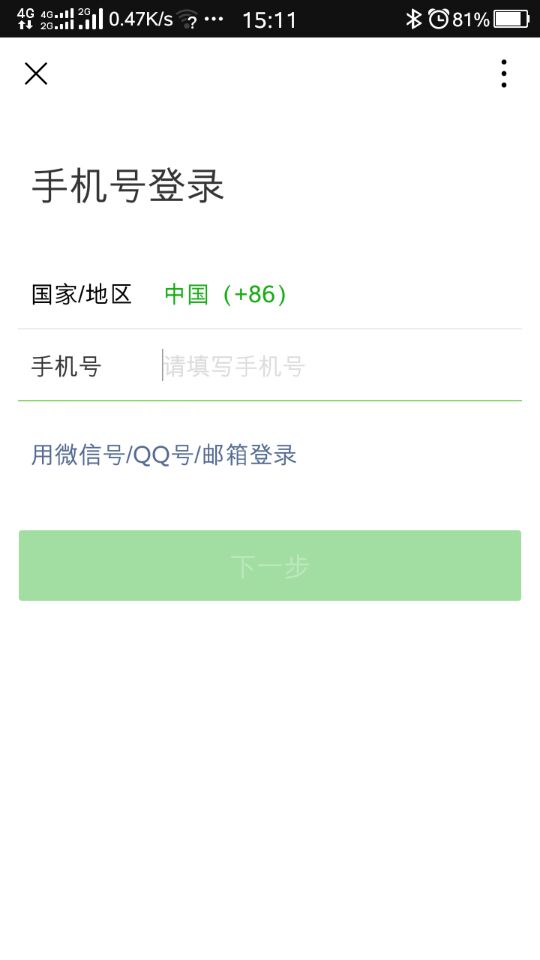 4G 4G 2G 2G 0.47K/s ? ··· 15:11 81%
手机号登录
国家/地区 中国（+86）
手机号 请填写手机号
用微信号/QQ号/邮箱登录
下一步